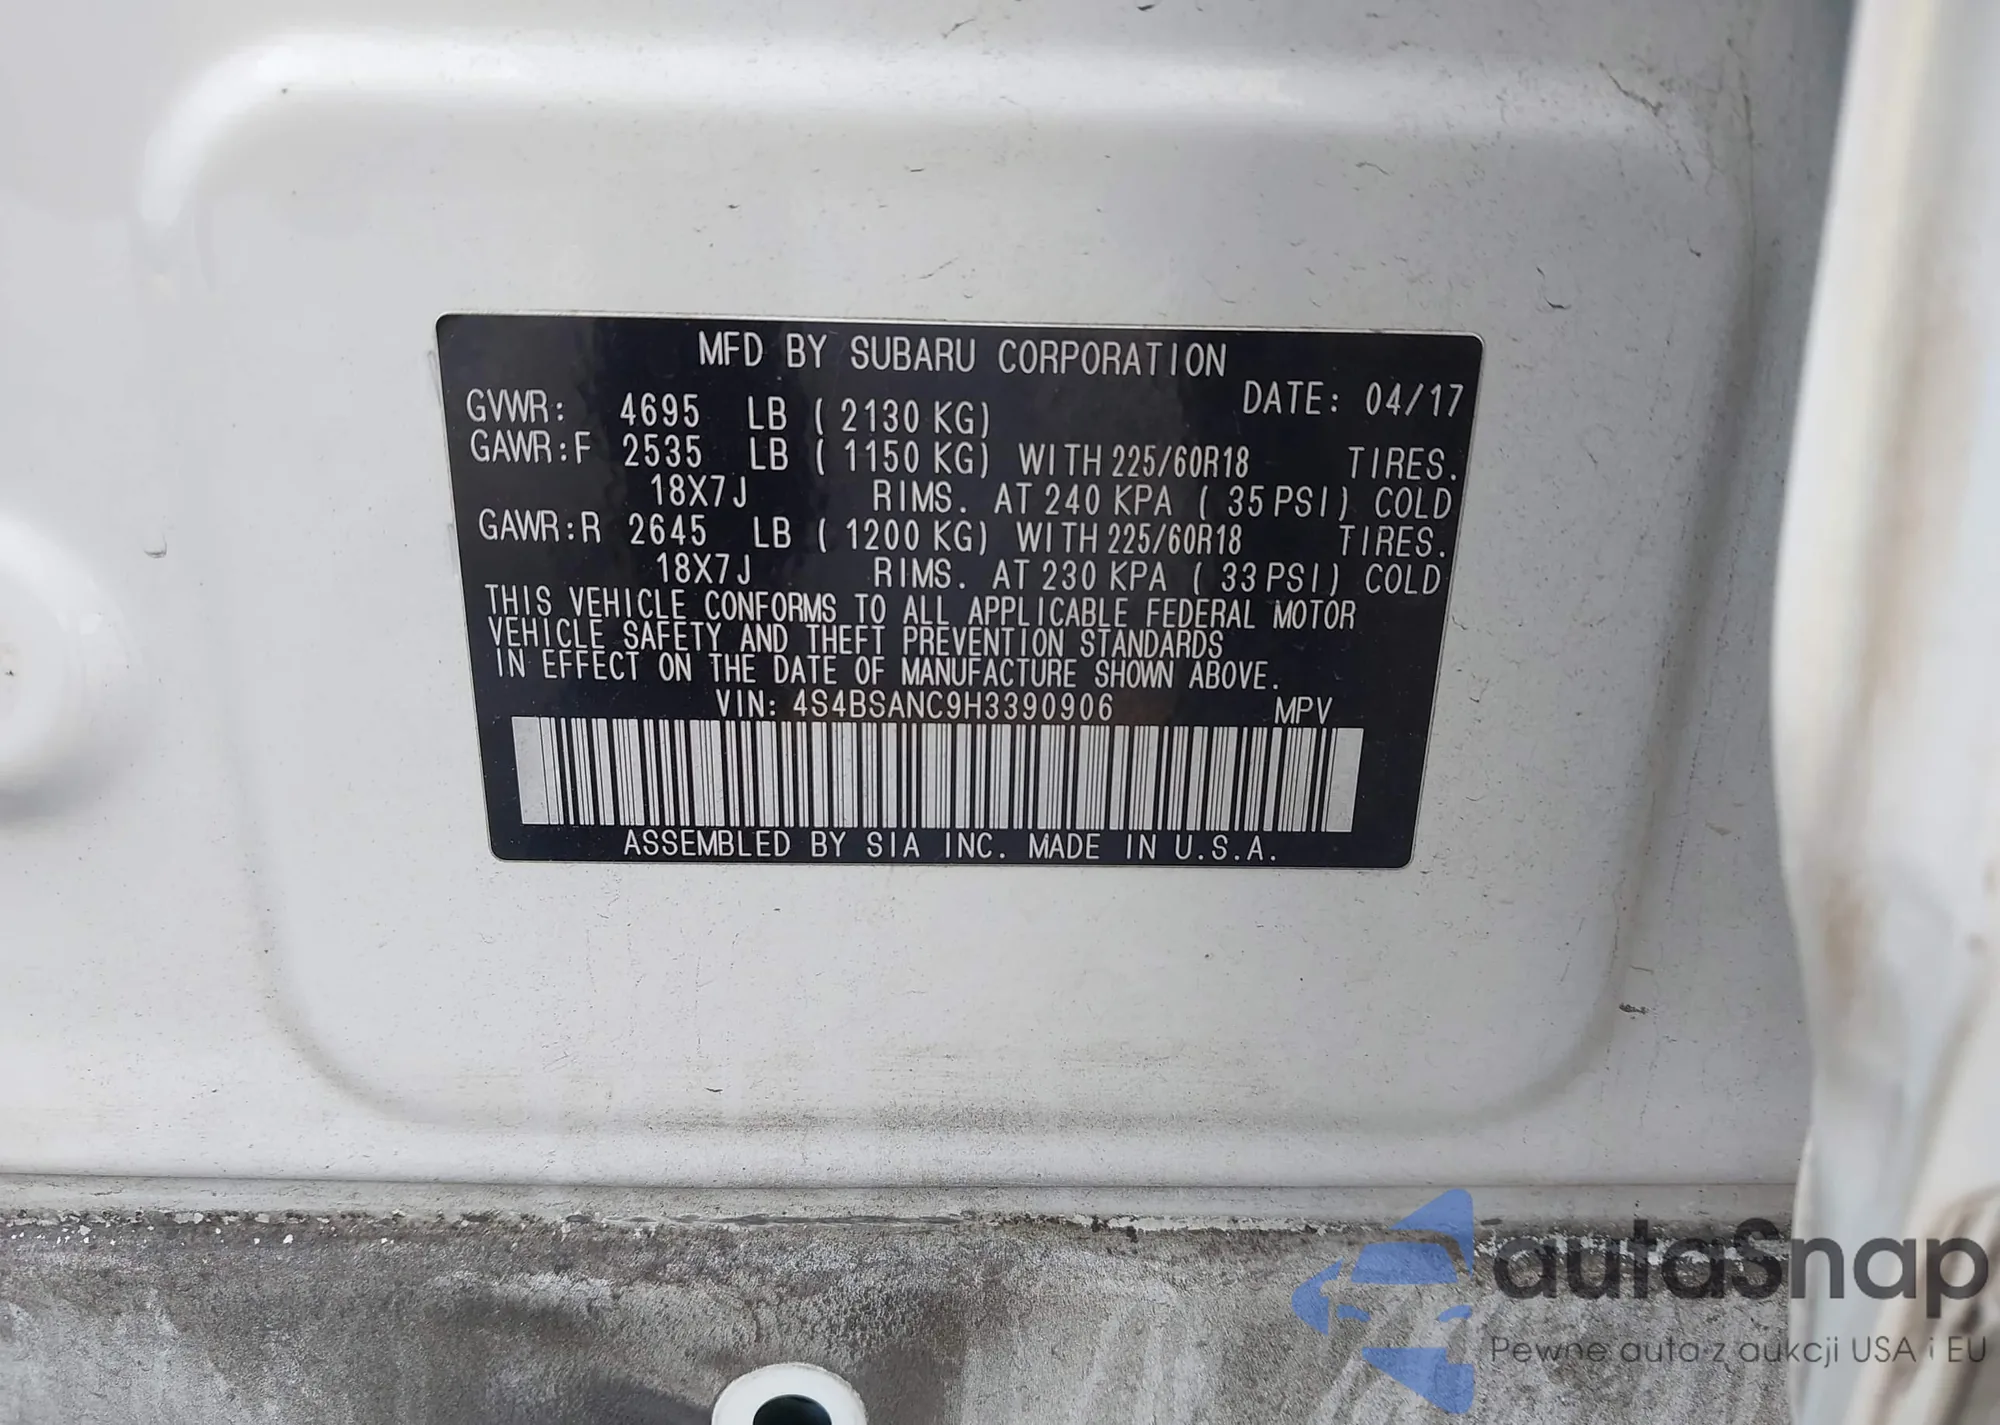 MFD BY SUBARU CORPORATION
DATE: 04/17
GVWR: 4695 LB ( 2130 KG)
GAWR:F 2535 LB ( 1150 KG) WITH 225/60R18 TIRES.
18X7J RIMS. AT 240 KPA ( 35 PSI) COLD
GAWR:R 2645 LB ( 1200 KG) WITH 225/60R18 TIRES.
18X7J RIMS. AT 230 KPA ( 33 PSI) COLD
THIS VEHICLE CONFORMS TO ALL APPLICABLE FEDERAL MOTOR
VEHICLE SAFETY AND THEFT PREVENTION STANDARDS
IN EFFECT ON THE DATE OF MANUFACTURE SHOWN ABOVE.
VIN: 4S4BSANC9H3390906 MPV
ASSEMBLED BY SIA INC. MADE IN U.S.A.
autaSnap
Pewne auta z aukcji USA i EU